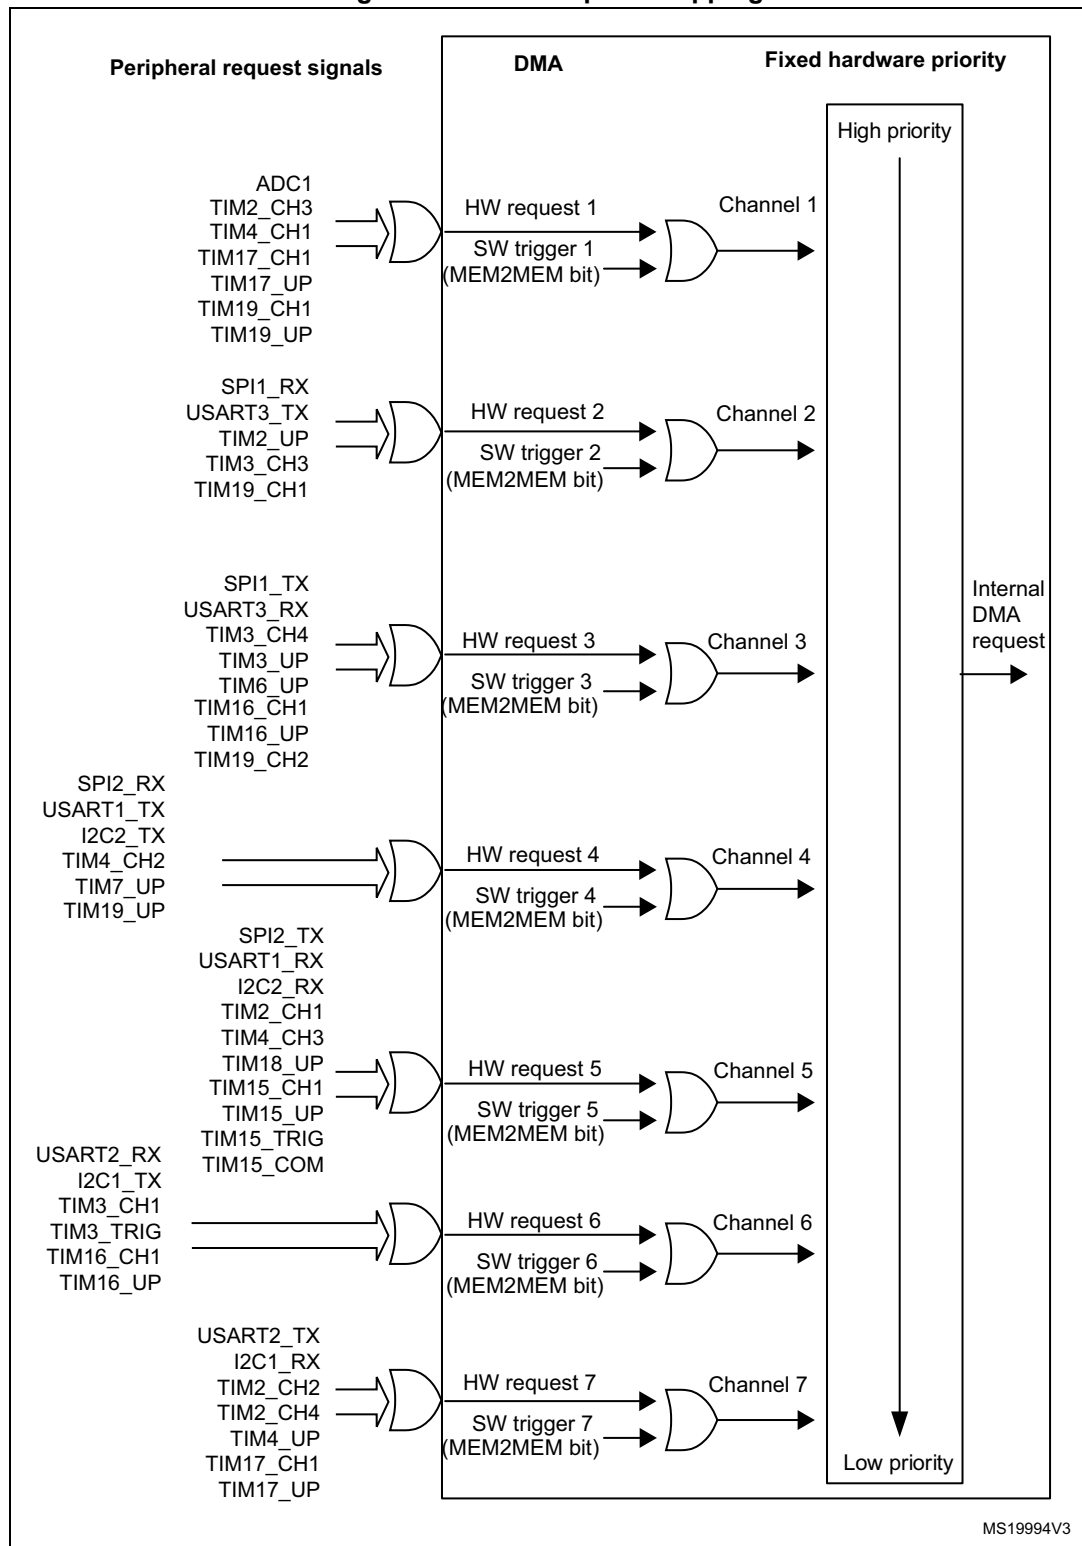 Peripheral request signals
DMA
Fixed hardware priority
High priority
ADC1
TIM2_CH3
TIM4_CH1
TIM17_CH1
TIM17_UP
TIM19_CH1
TIM19_UP
HW request 1
SW trigger 1
(MEM2MEM bit)
Channel 1
SPI1_RX
USART3_TX
TIM2_UP
TIM3_CH3
TIM19_CH1
HW request 2
SW trigger 2
(MEM2MEM bit)
Channel 2
SPI1_TX
USART3_RX
TIM3_CH4
TIM3_UP
TIM6_UP
TIM16_CH1
TIM16_UP
TIM19_CH2
HW request 3
SW trigger 3
(MEM2MEM bit)
Channel 3
Internal
DMA
request
SPI2_RX
USART1_TX
I2C2_TX
TIM4_CH2
TIM7_UP
TIM19_UP
HW request 4
SW trigger 4
(MEM2MEM bit)
Channel 4
SPI2_TX
USART1_RX
I2C2_RX
TIM2_CH1
TIM4_CH3
TIM18_UP
TIM15_CH1
TIM15_UP
TIM15_TRIG
TIM15_COM
HW request 5
SW trigger 5
(MEM2MEM bit)
Channel 5
USART2_RX
I2C1_TX
TIM3_CH1
TIM3_TRIG
TIM16_CH1
TIM16_UP
HW request 6
SW trigger 6
(MEM2MEM bit)
Channel 6
USART2_TX
I2C1_RX
TIM2_CH2
TIM2_CH4
TIM4_UP
TIM17_CH1
TIM17_UP
HW request 7
SW trigger 7
(MEM2MEM bit)
Channel 7
Low priority
MS19994V3